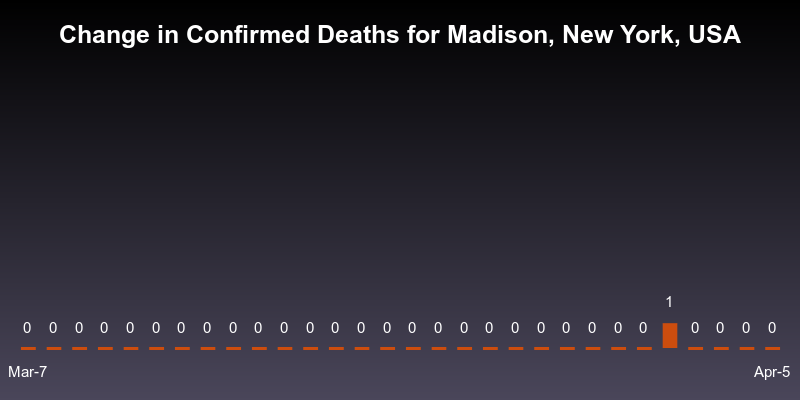 Change in Confirmed Deaths for Madison, New York, USA
1
0 0 0 0 0 0 0 0 0 0 0 0 0 0 0 0 0 0 0 0 0 0 0 0 0 0 0 0 0
Mar-7 Apr-5